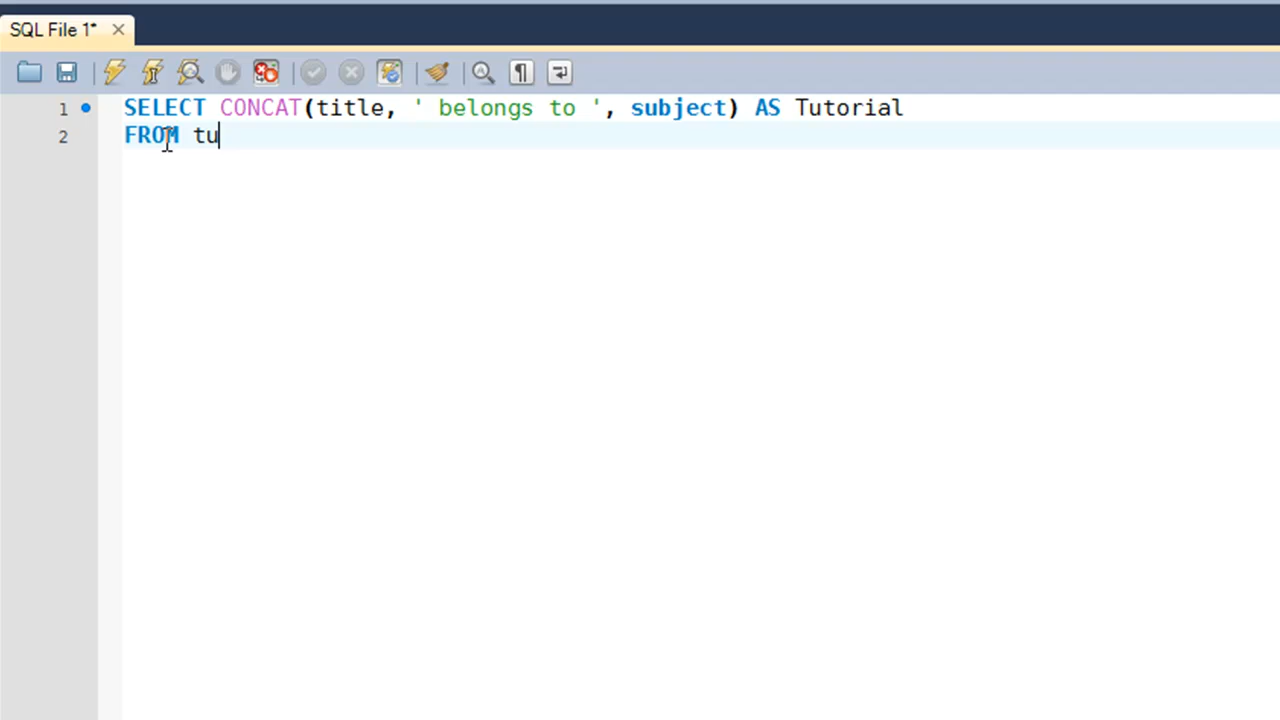 SQL File 1*
1 SELECT CONCAT(title, ' belongs to ', subject) AS Tutorial
2 FROM tu